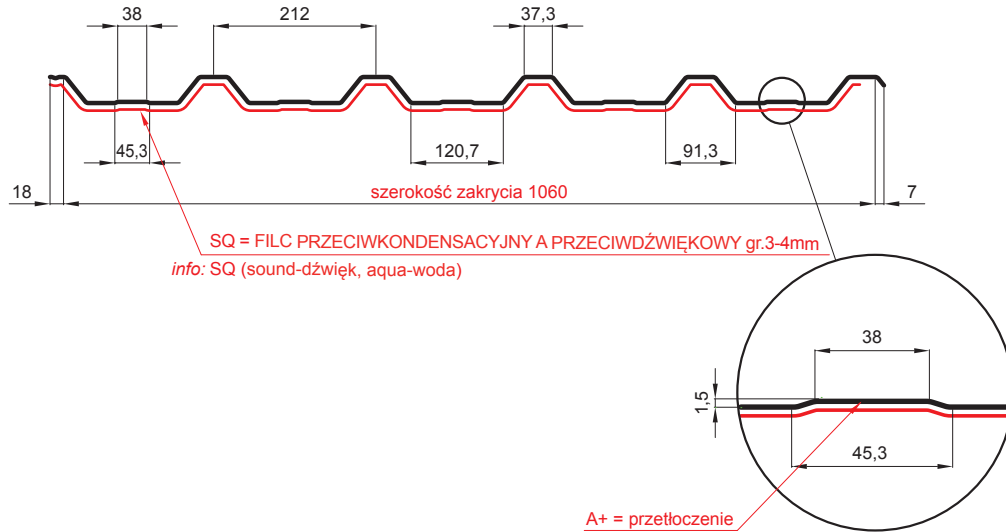 38
212
37,3
45,3
120,7
91,3
18
szerokość zakrycia 1060
7
SQ = FILC PRZECIWKONDENSACYJNY A PRZECIWDŹWIĘKOWY gr.3-4mm
info: SQ (sound-dźwięk, aqua-woda)
38
1,5
45,3
A+ = przetłoczenie